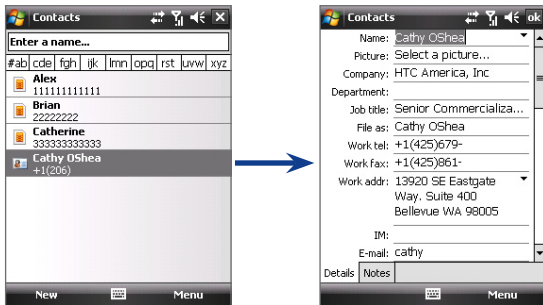 Contacts
Enter a name...
#ab cde fgh ijk lmn opq rst uvw xyz
Alex
111111111111
Brian
22222222
Catherine
333333333333
Cathy OShea
+1(206)
New Menu
Contacts ok
Name: Cathy OShea
Picture: Select a picture...
Company: HTC America, Inc
Department:
Job title: Senior Commercializa...
File as: Cathy OShea
Work tel: +1(425)679-
Work fax: +1(425)861-
Work addr: 13920 SE Eastgate
Way. Suite 400
Bellevue WA 98005
IM:
E-mail: cathy
Details Notes
Menu